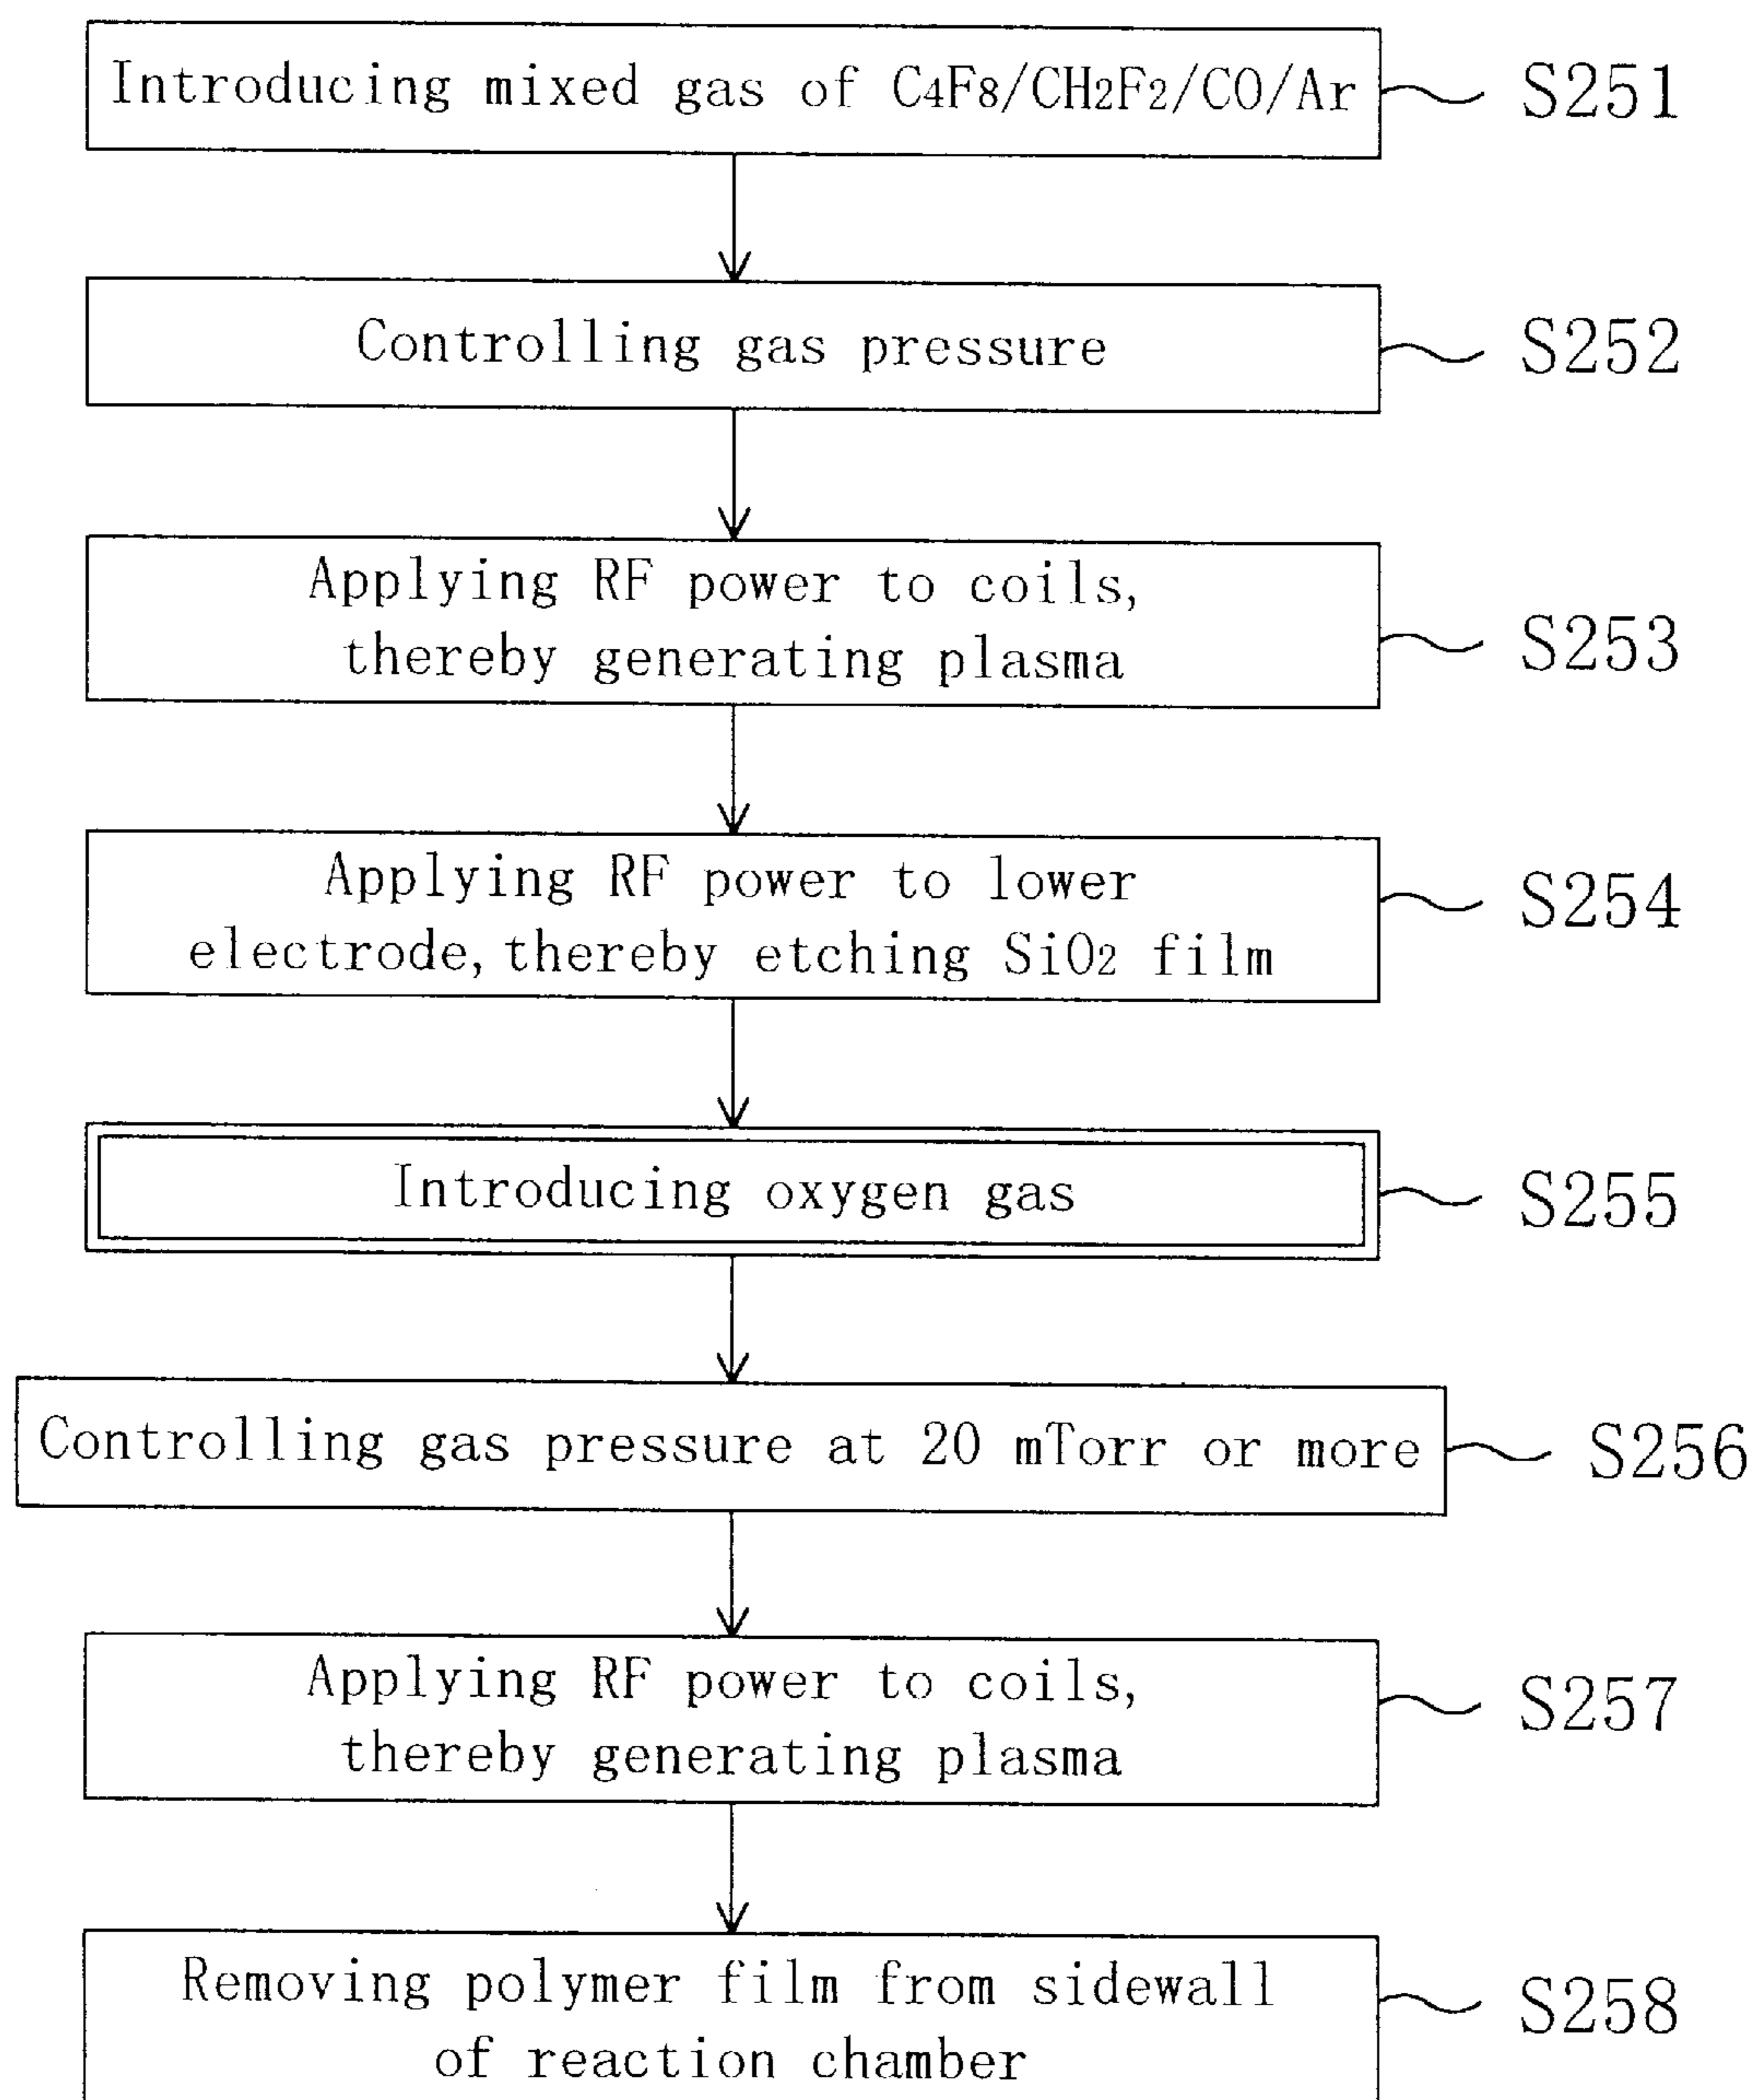 Introducing mixed gas of C4F8/CH2F2/CO/Ar S251
Controlling gas pressure S252
Applying RF power to coils,
thereby generating plasma S253
Applying RF power to lower
electrode, thereby etching SiO2 film S254
Introducing oxygen gas S255
Controlling gas pressure at 20 mTorr or more S256
Applying RF power to coils,
thereby generating plasma S257
Removing polymer film from sidewall
of reaction chamber S258